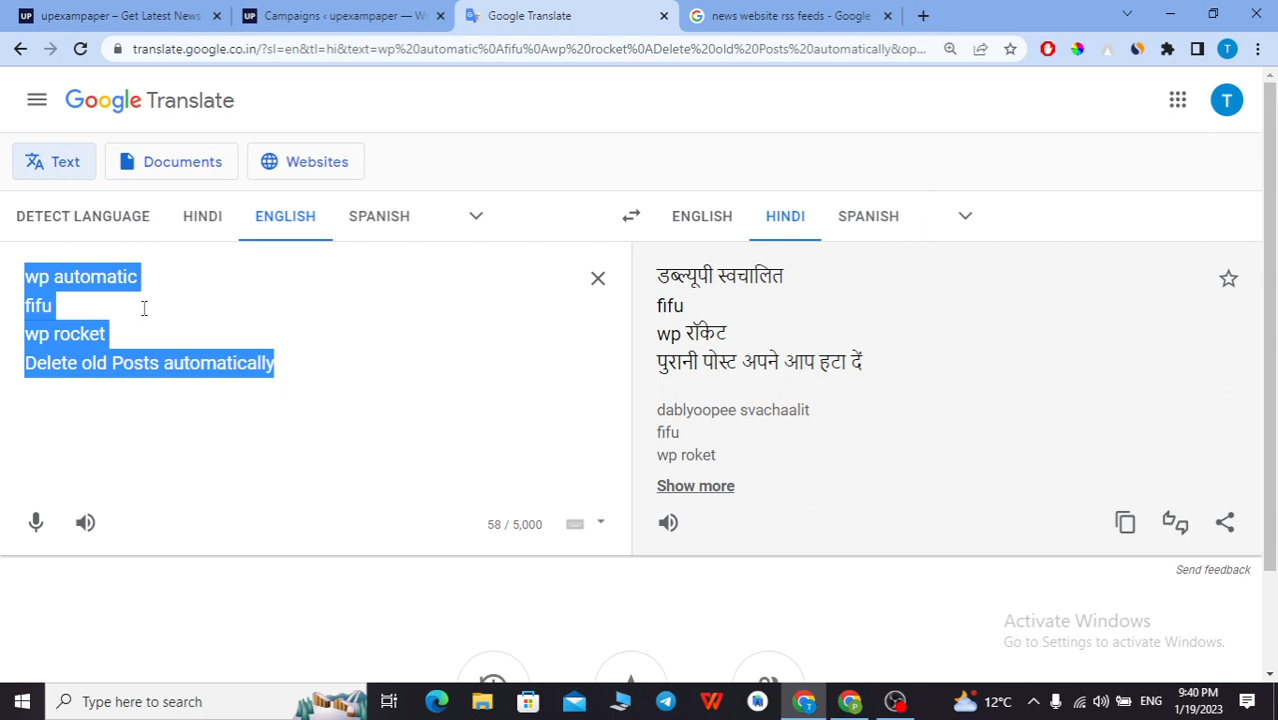 upexampaper – Get Latest News
Campaigns ‹ upexampaper — W
Google Translate
news website rss feeds - Google
translate.google.co.in/?sl=en&tl=hi&text=wp%20automatic%0Afifu%0Awp%20rocket%0ADelete%20old%20Posts%20automatically&op...
T
Google Translate
T
Text
Documents
Websites
DETECT LANGUAGE
HINDI
ENGLISH
SPANISH
ENGLISH
HINDI
SPANISH
wp automatic
fifu
wp rocket
Delete old Posts automatically
58 / 5,000
डब्ल्यूपी स्वचालित
fifu
wp रॉकेट
पुरानी पोस्ट अपने आप हटा दें
dablyoopee svachaalit
fifu
wp roket
Show more
Send feedback
Activate Windows
Go to Settings to activate Windows.
Type here to search
12°C
ENG
9:40 PM
1/19/2023